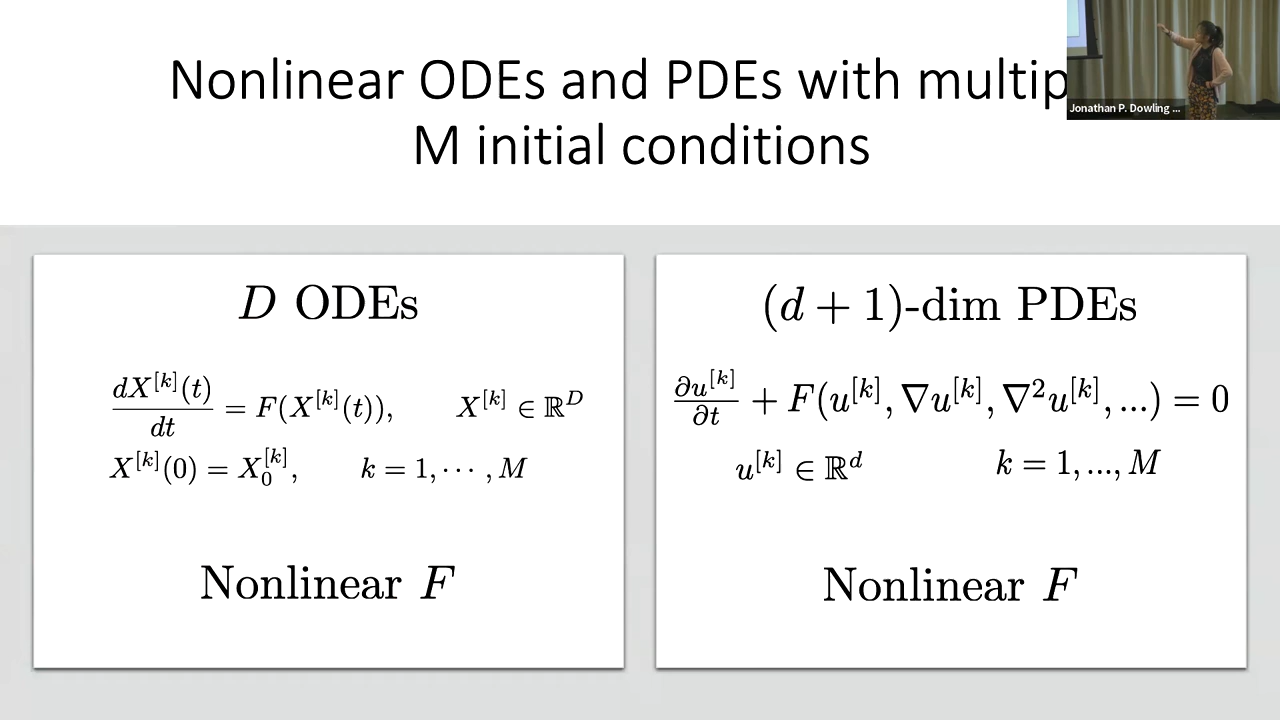 Nonlinear ODEs and PDEs with
M initial conditions
Jonathan P. Dowling ...
D ODEs
dX^{[k]}(t)/dt = F(X^{[k]}(t)), X^{[k]} ∈ ℝ^D
X^{[k]}(0) = X_0^{[k]}, k = 1, ⋯ , M
Nonlinear F
(d + 1)-dim PDEs
∂u^{[k]}/∂t + F(u^{[k]}, ∇u^{[k]}, ∇²u^{[k]}, ...) = 0
u^{[k]} ∈ ℝ^d k = 1, ..., M
Nonlinear F